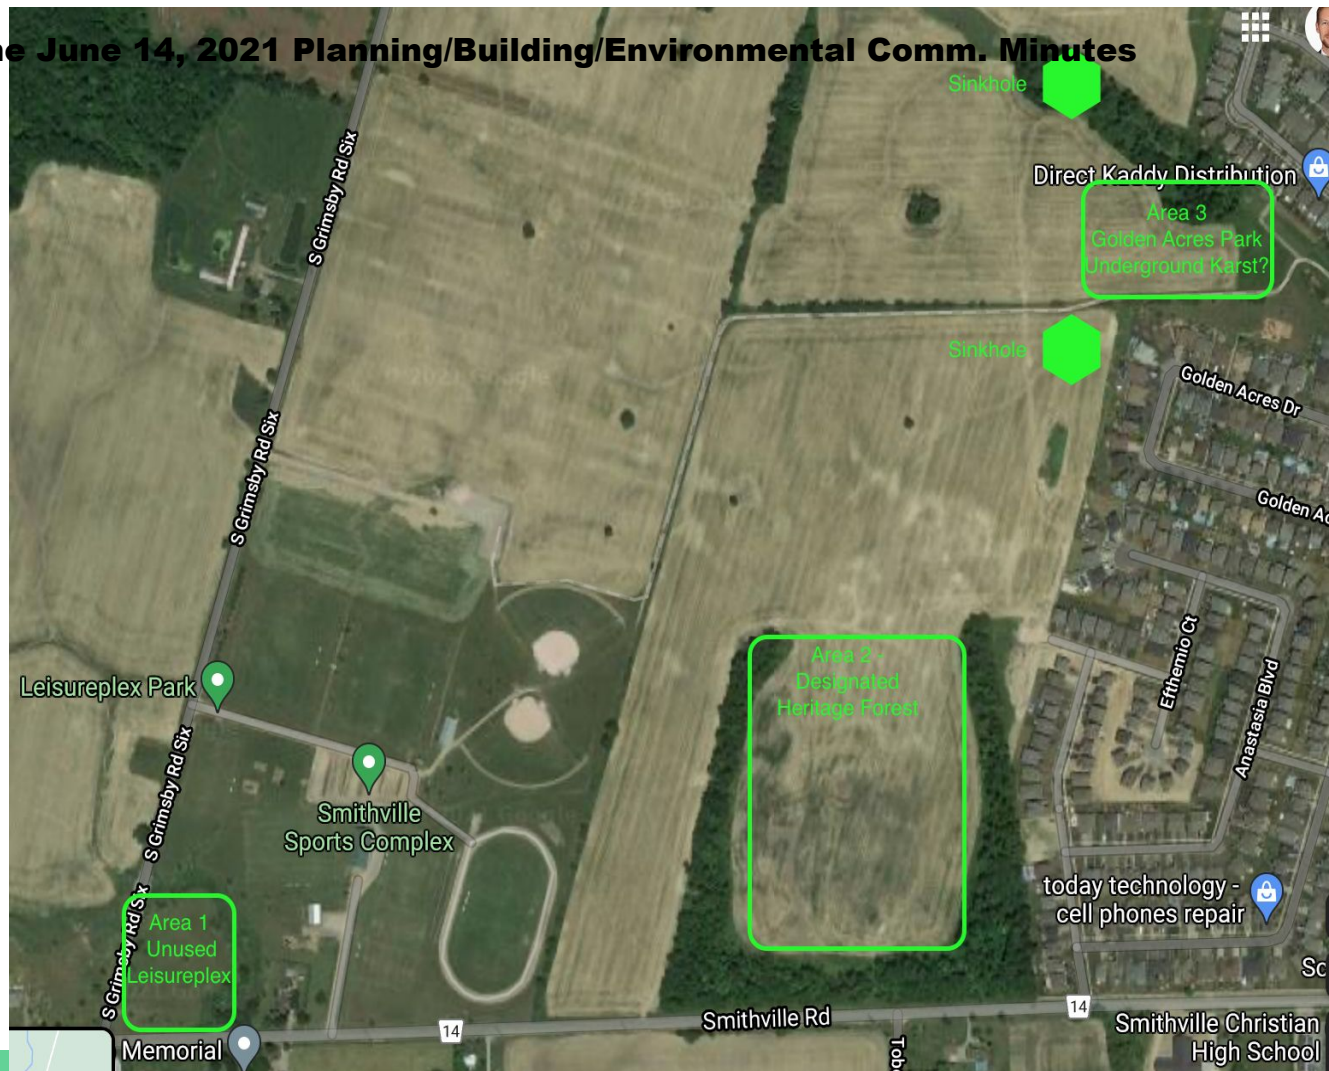 ne June 14, 2021 Planning/Building/Environmental Comm. Minutes
Sinkhole
Direct Kaddy Distribution
S Grimsby Rd Six
Area 3
Golden Acres Park
Underground Karst?
Sinkhole
Golden Acres Dr
S Grimsby Rd Six
Golden Ac
Efthemio Ct
Anastasia Blvd
Area 2 -
Designated
Heritage Forest
Leisureplex Park
S Grimsby Rd Six
Smithville
Sports Complex
today technology -
cell phones repair
S Grimsby Rd Six
Area 1
Unused
Leisureplex
Sc
14
Smithville Rd
14
Tob
Memorial
Smithville Christian
High School